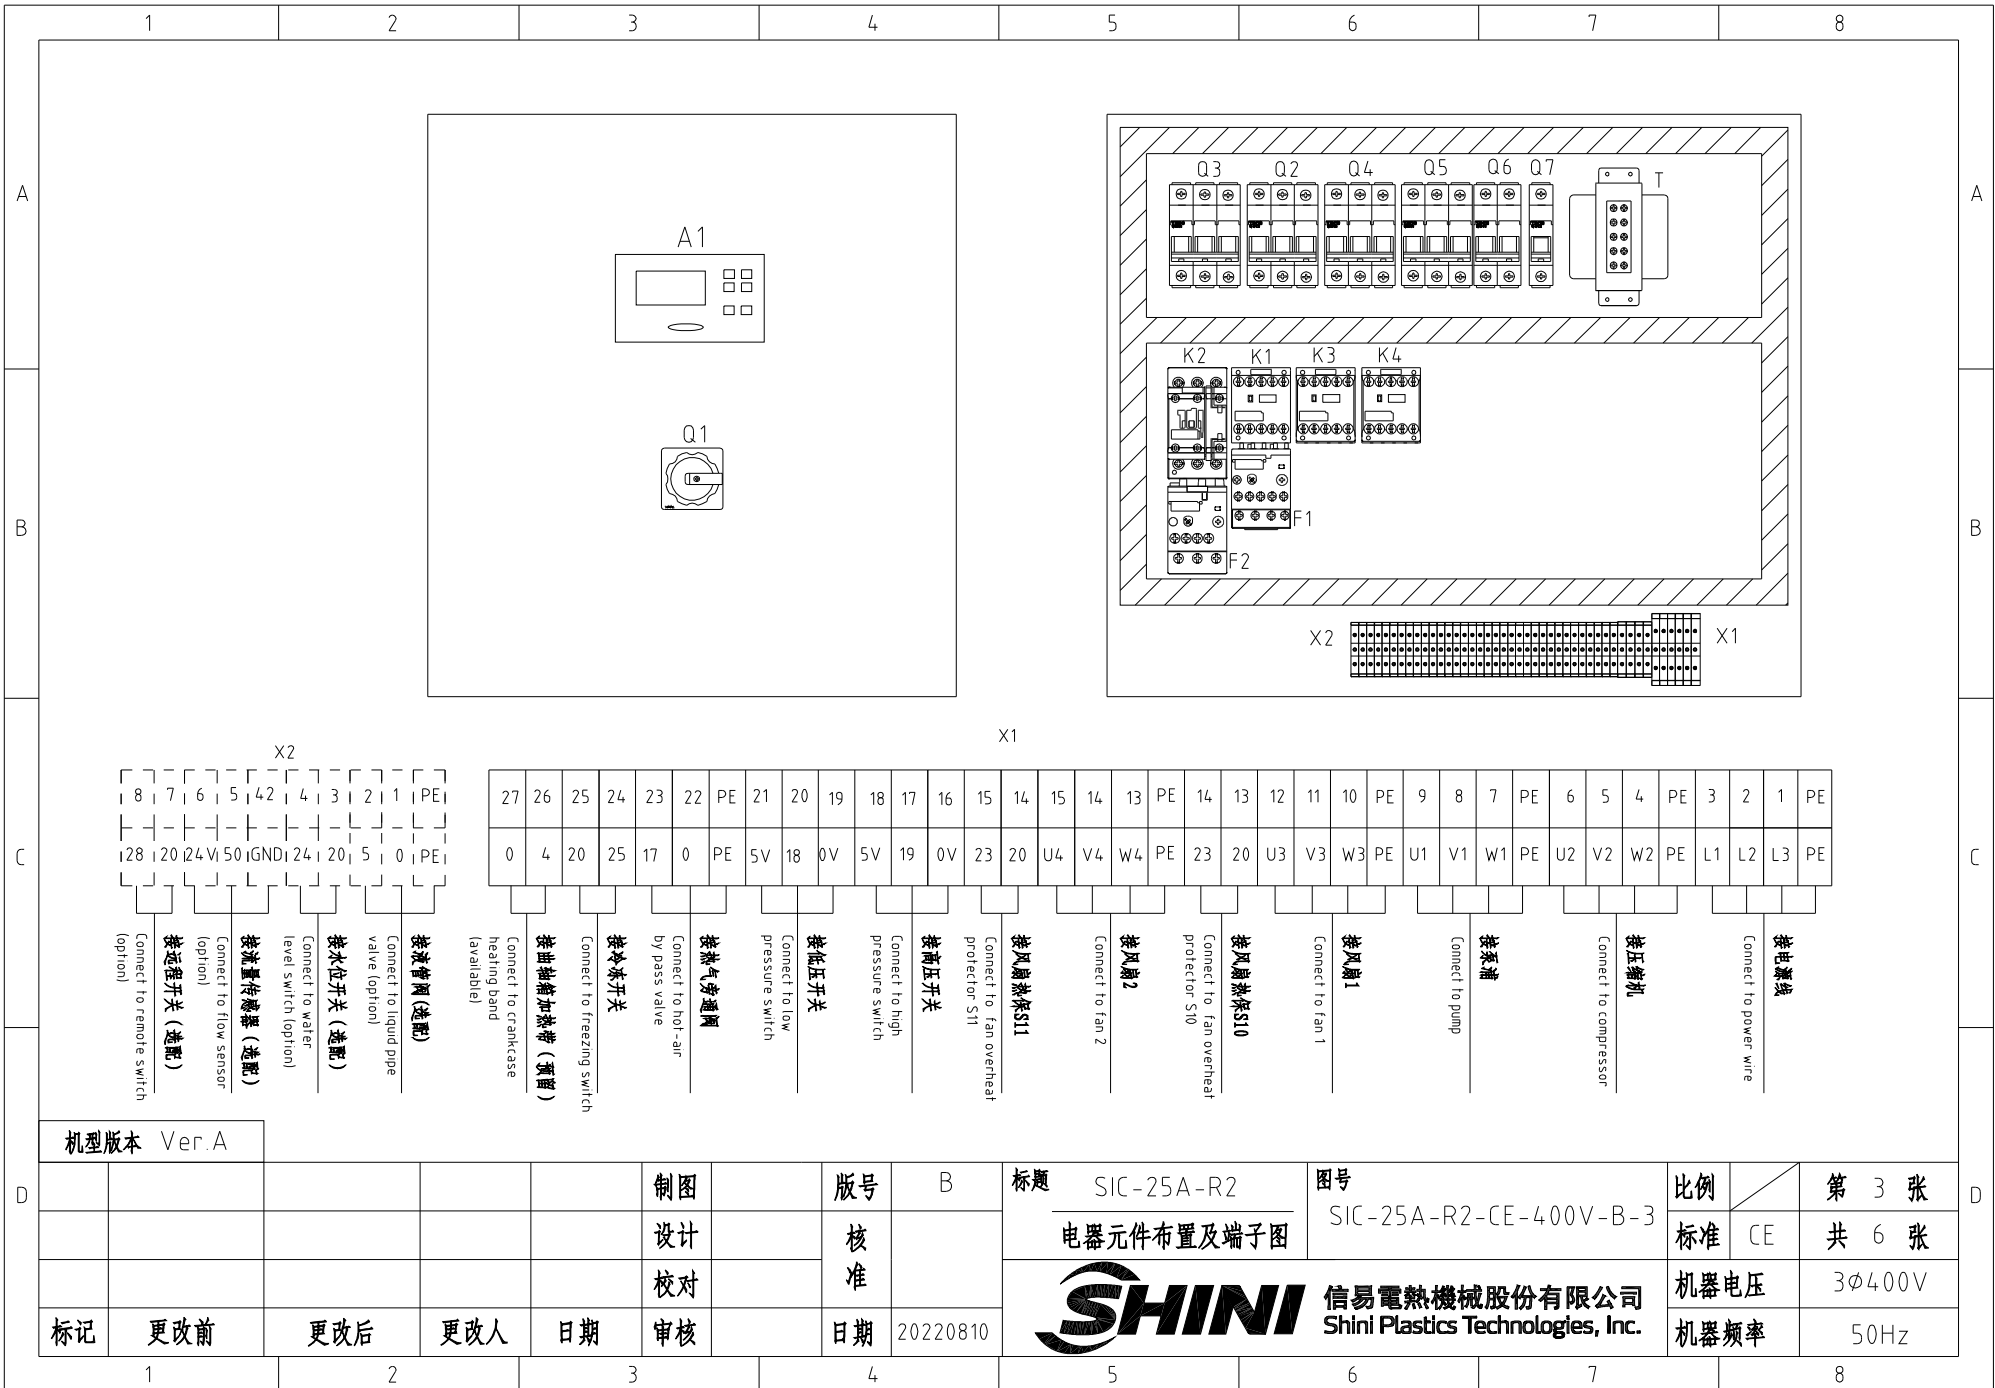 1 2 3 4 5 6 7 8
A A
B B
C C
D D
A1
Q1
Q3 Q2 Q4 Q5 Q6 Q7 T
K2 K1 K3 K4
F1
F2
X2 X1
X2
8 7 6 5 42 4 3 2 1 PE
28 20 24V 50 GND 24 20 5 0 PE
X1
27 26 25 24 23 22 PE 21 20 19 18 17 16 15 14 15 14 13 PE 14 13 12 11 10 PE 9 8 7 PE 6 5 4 PE 3 2 1 PE
0 4 20 25 17 0 PE 5V 18 0V 5V 19 0V 23 20 U4 V4 W4 PE 23 20 U3 V3 W3 PE U1 V1 W1 PE U2 V2 W2 PE L1 L2 L3 PE
接远程开关（选配）
Connect to remote switch
(option)
接流量传感器（选配）
Connect to flow sensor
(option)
接水位开关（选配）
Connect to water
level switch (option)
接液管阀(选配)
Connect to liquid pipe
valve (option)
接曲轴箱加热带（预留）
Connect to crankcase
heating band
(available)
接冷冻开关
Connect to freezing switch
接热气旁通阀
Connect to hot-air
by pass valve
接低压开关
Connect to low
pressure switch
接高压开关
Connect to high
pressure switch
接风扇热保S11
Connect to fan overheat
protector S11
接风扇2
Connect to fan 2
接风扇热保S10
Connect to fan overheat
protector S10
接风扇1
Connect to fan 1
接泵浦
Connect to pump
接压缩机
Connect to compressor
接电源线
Connect to power wire
机型版本 Ver.A
制图 版号 B
设计 核准
校对
标记 更改前 更改后 更改人 日期 审核 日期 20220810
标题 SIC-25A-R2
电器元件布置及端子图
图号
SIC-25A-R2-CE-400V-B-3
比例 第 3 张
标准 CE 共 6 张
机器电压 3Ø400V
机器频率 50Hz
SHINI
信易電熱機械股份有限公司
Shini Plastics Technologies, Inc.
1 2 3 4 5 6 7 8